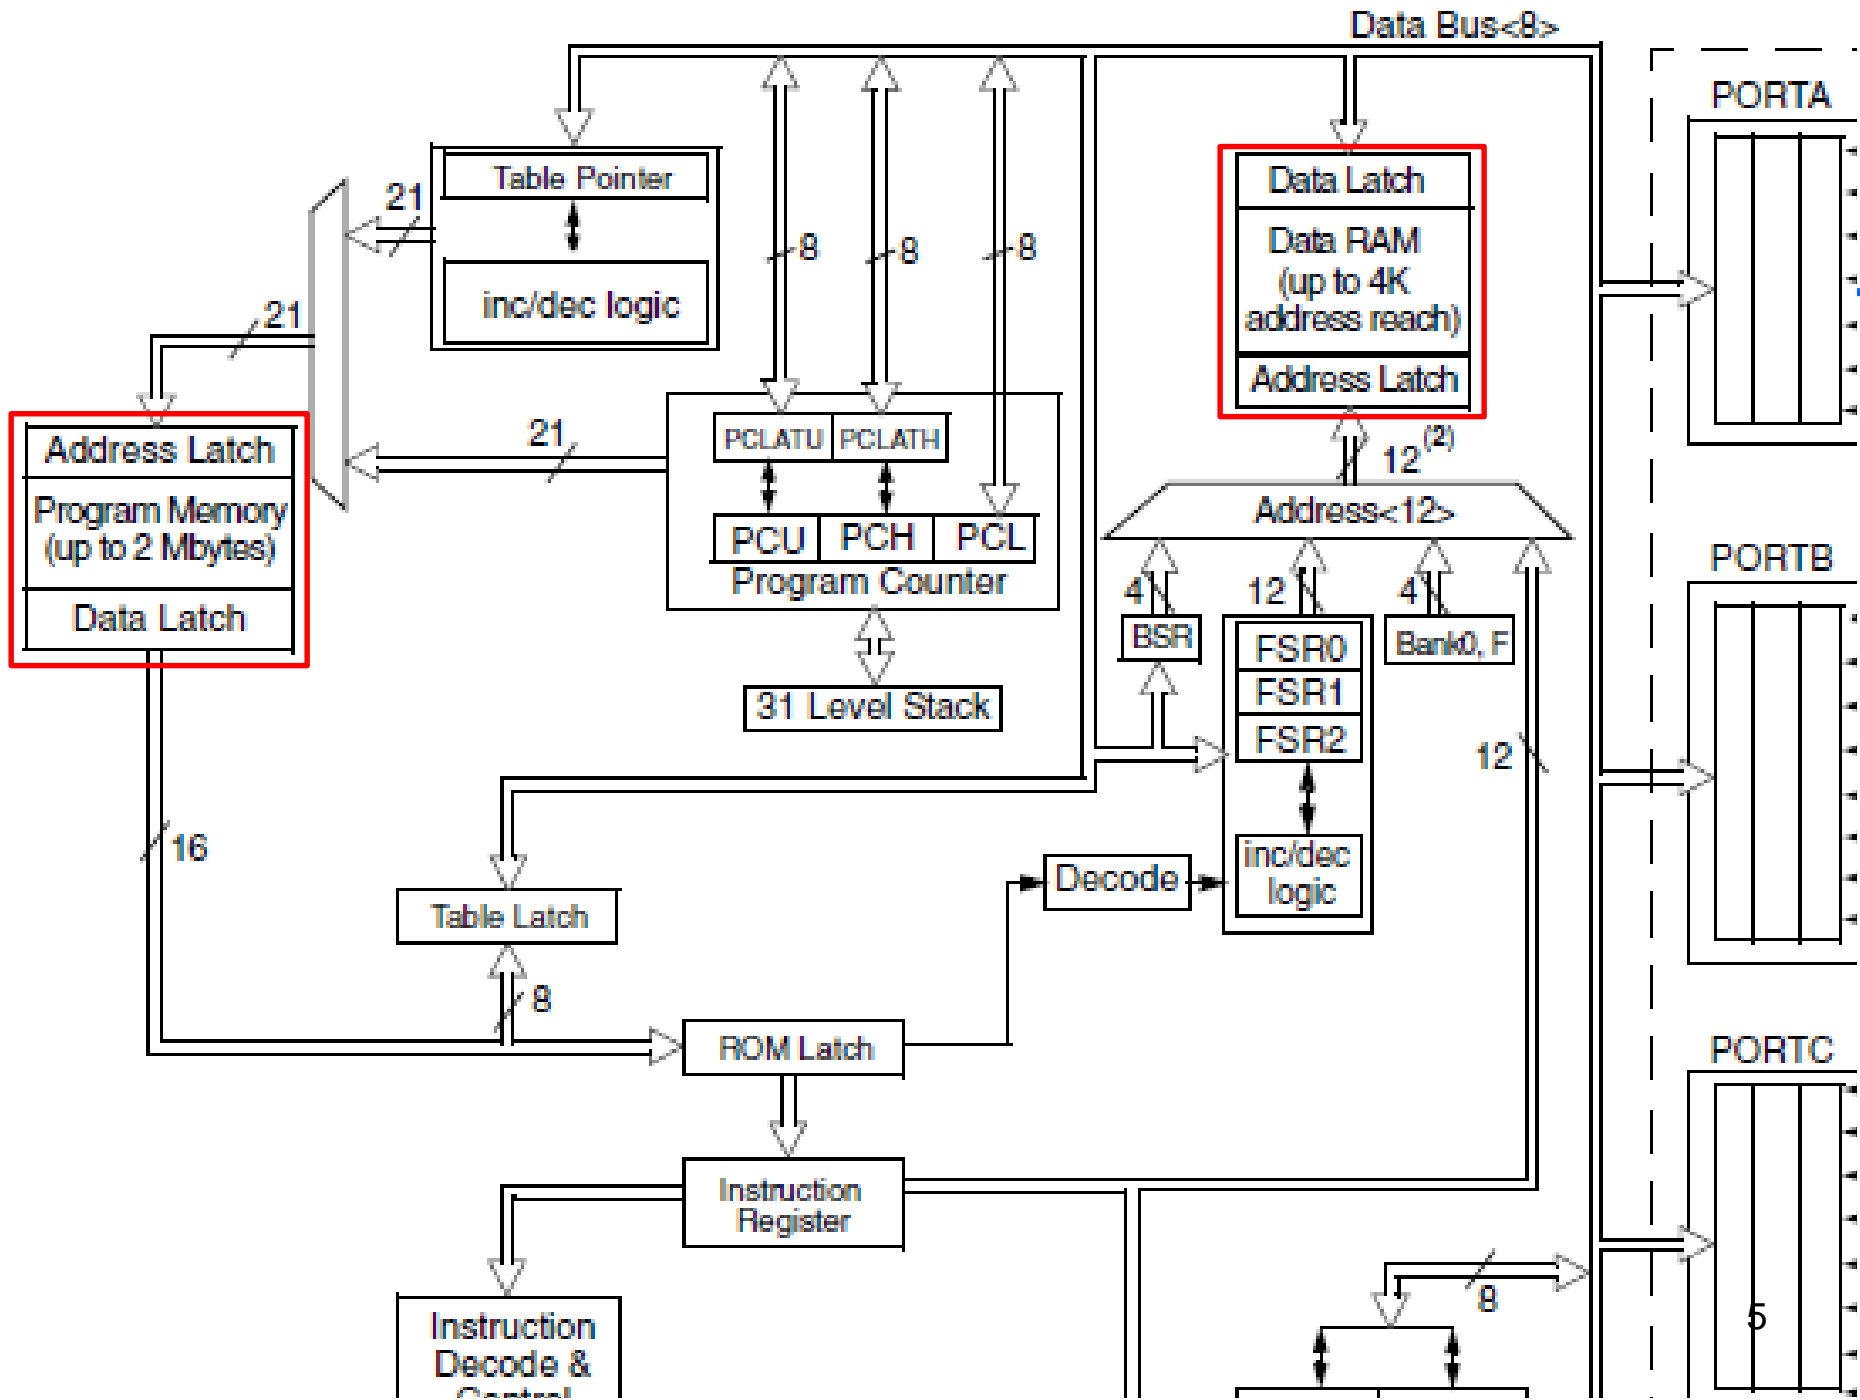 Data Bus<8>
PORTA
Table Pointer
21
inc/dec logic
21
8
8
8
Data Latch
Data RAM
(up to 4K
address reach)
Address Latch
12(2)
Address<12>
Address Latch
Program Memory
(up to 2 Mbytes)
Data Latch
21
PCLATU
PCLATH
PCU
PCH
PCL
Program Counter
31 Level Stack
4
12
4
BSR
FSR0
FSR1
FSR2
Bank0, F
PORTB
12
inc/dec
logic
Decode
16
Table Latch
8
ROM Latch
PORTC
Instruction
Register
8
5
Instruction
Decode &
Control